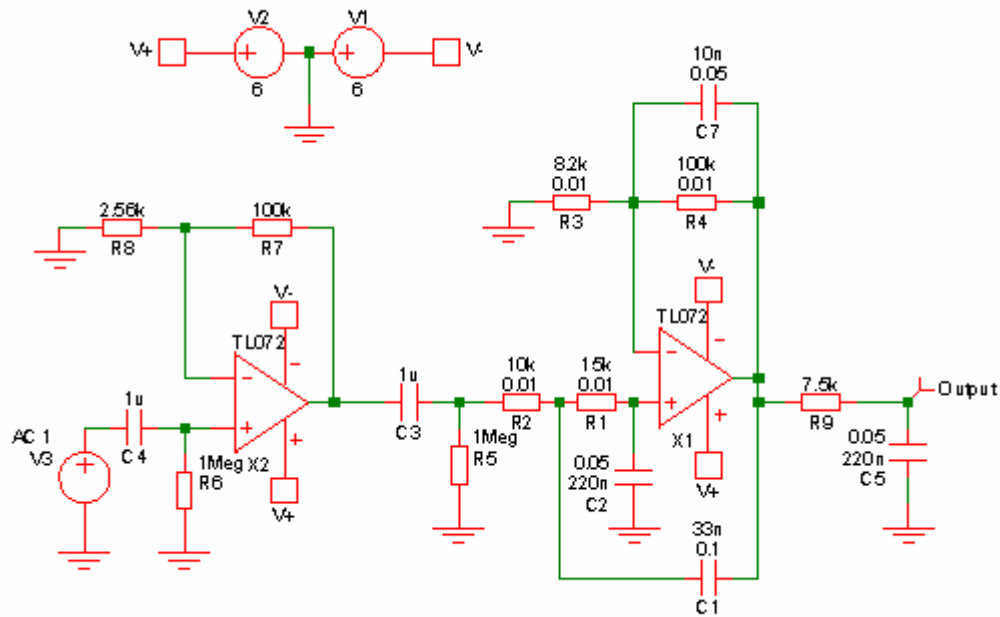 V2
V1
V+
V-
6
6
10n
0.05
C7
8.2k
0.01
R3
100k
0.01
R4
2.56k
R8
100k
R7
V-
TL072
V-
TL072
10k
0.01
R2
15k
0.01
R1
1u
C3
1u
C4
AC 1
V3
1Meg
R6
X2
V+
1Meg
R5
0.05
220n
C2
X1
V+
7.5k
R9
Output
0.05
220n
C5
33n
0.1
C1